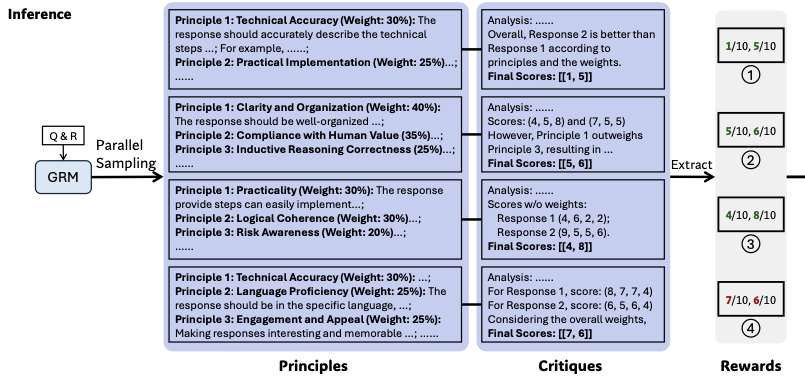 Inference
Q & R
GRM
Parallel
Sampling
Principle 1: Technical Accuracy (Weight: 30%): The
response should accurately describe the technical
steps ...; For example, ......;
Principle 2: Practical Implementation (Weight: 25%)...;
......
Analysis: ......
Overall, Response 2 is better than
Response 1 according to
principles and the weights.
Final Scores: [[1, 5]]
Principle 1: Clarity and Organization (Weight: 40%):
The response should be well-organized ...;
Principle 2: Compliance with Human Value (35%)...;
Principle 3: Inductive Reasoning Correctness (25%)...;
......
Analysis: ......
Scores: (4, 5, 8) and (7, 5, 5)
However, Principle 1 outweighs
Principle 3, resulting in ...
Final Scores: [[5, 6]]
Principle 1: Practicality (Weight: 30%): The response
provide steps can easily implement...;
Principle 2: Logical Coherence (Weight: 30%)...;
Principle 3: Risk Awareness (Weight: 20%)...;
......
Analysis: ......
Scores w/o weights:
Response 1 (4, 6, 2, 2);
Response 2 (9, 5, 5, 6).
Final Scores: [[4, 8]]
Principle 1: Technical Accuracy (Weight: 30%): ...;
Principle 2: Language Proficiency (Weight: 25%): The
response should be in the specific language, ...;
Principle 3: Engagement and Appeal (Weight: 25%):
Making responses interesting and memorable ...; ......
Analysis: ......
For Response 1, score: (8, 7, 7, 4)
For Response 2, score: (6, 5, 6, 4)
Considering the overall weights,
Final Scores: [[7, 6]]
Extract
1/10, 5/10
①
5/10, 6/10
②
4/10, 8/10
③
7/10, 6/10
④
Principles
Critiques
Rewards